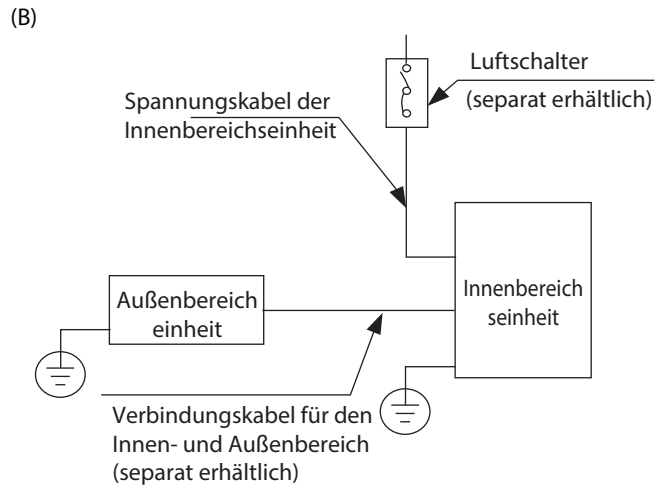 (B)
Luftschalter
(separat erhältlich)
Spannungskabel der
Innenbereichseinheit
Außenbereich
einheit
Innenbereich
seinheit
Verbindungskabel für den
Innen- und Außenbereich
(separat erhältlich)